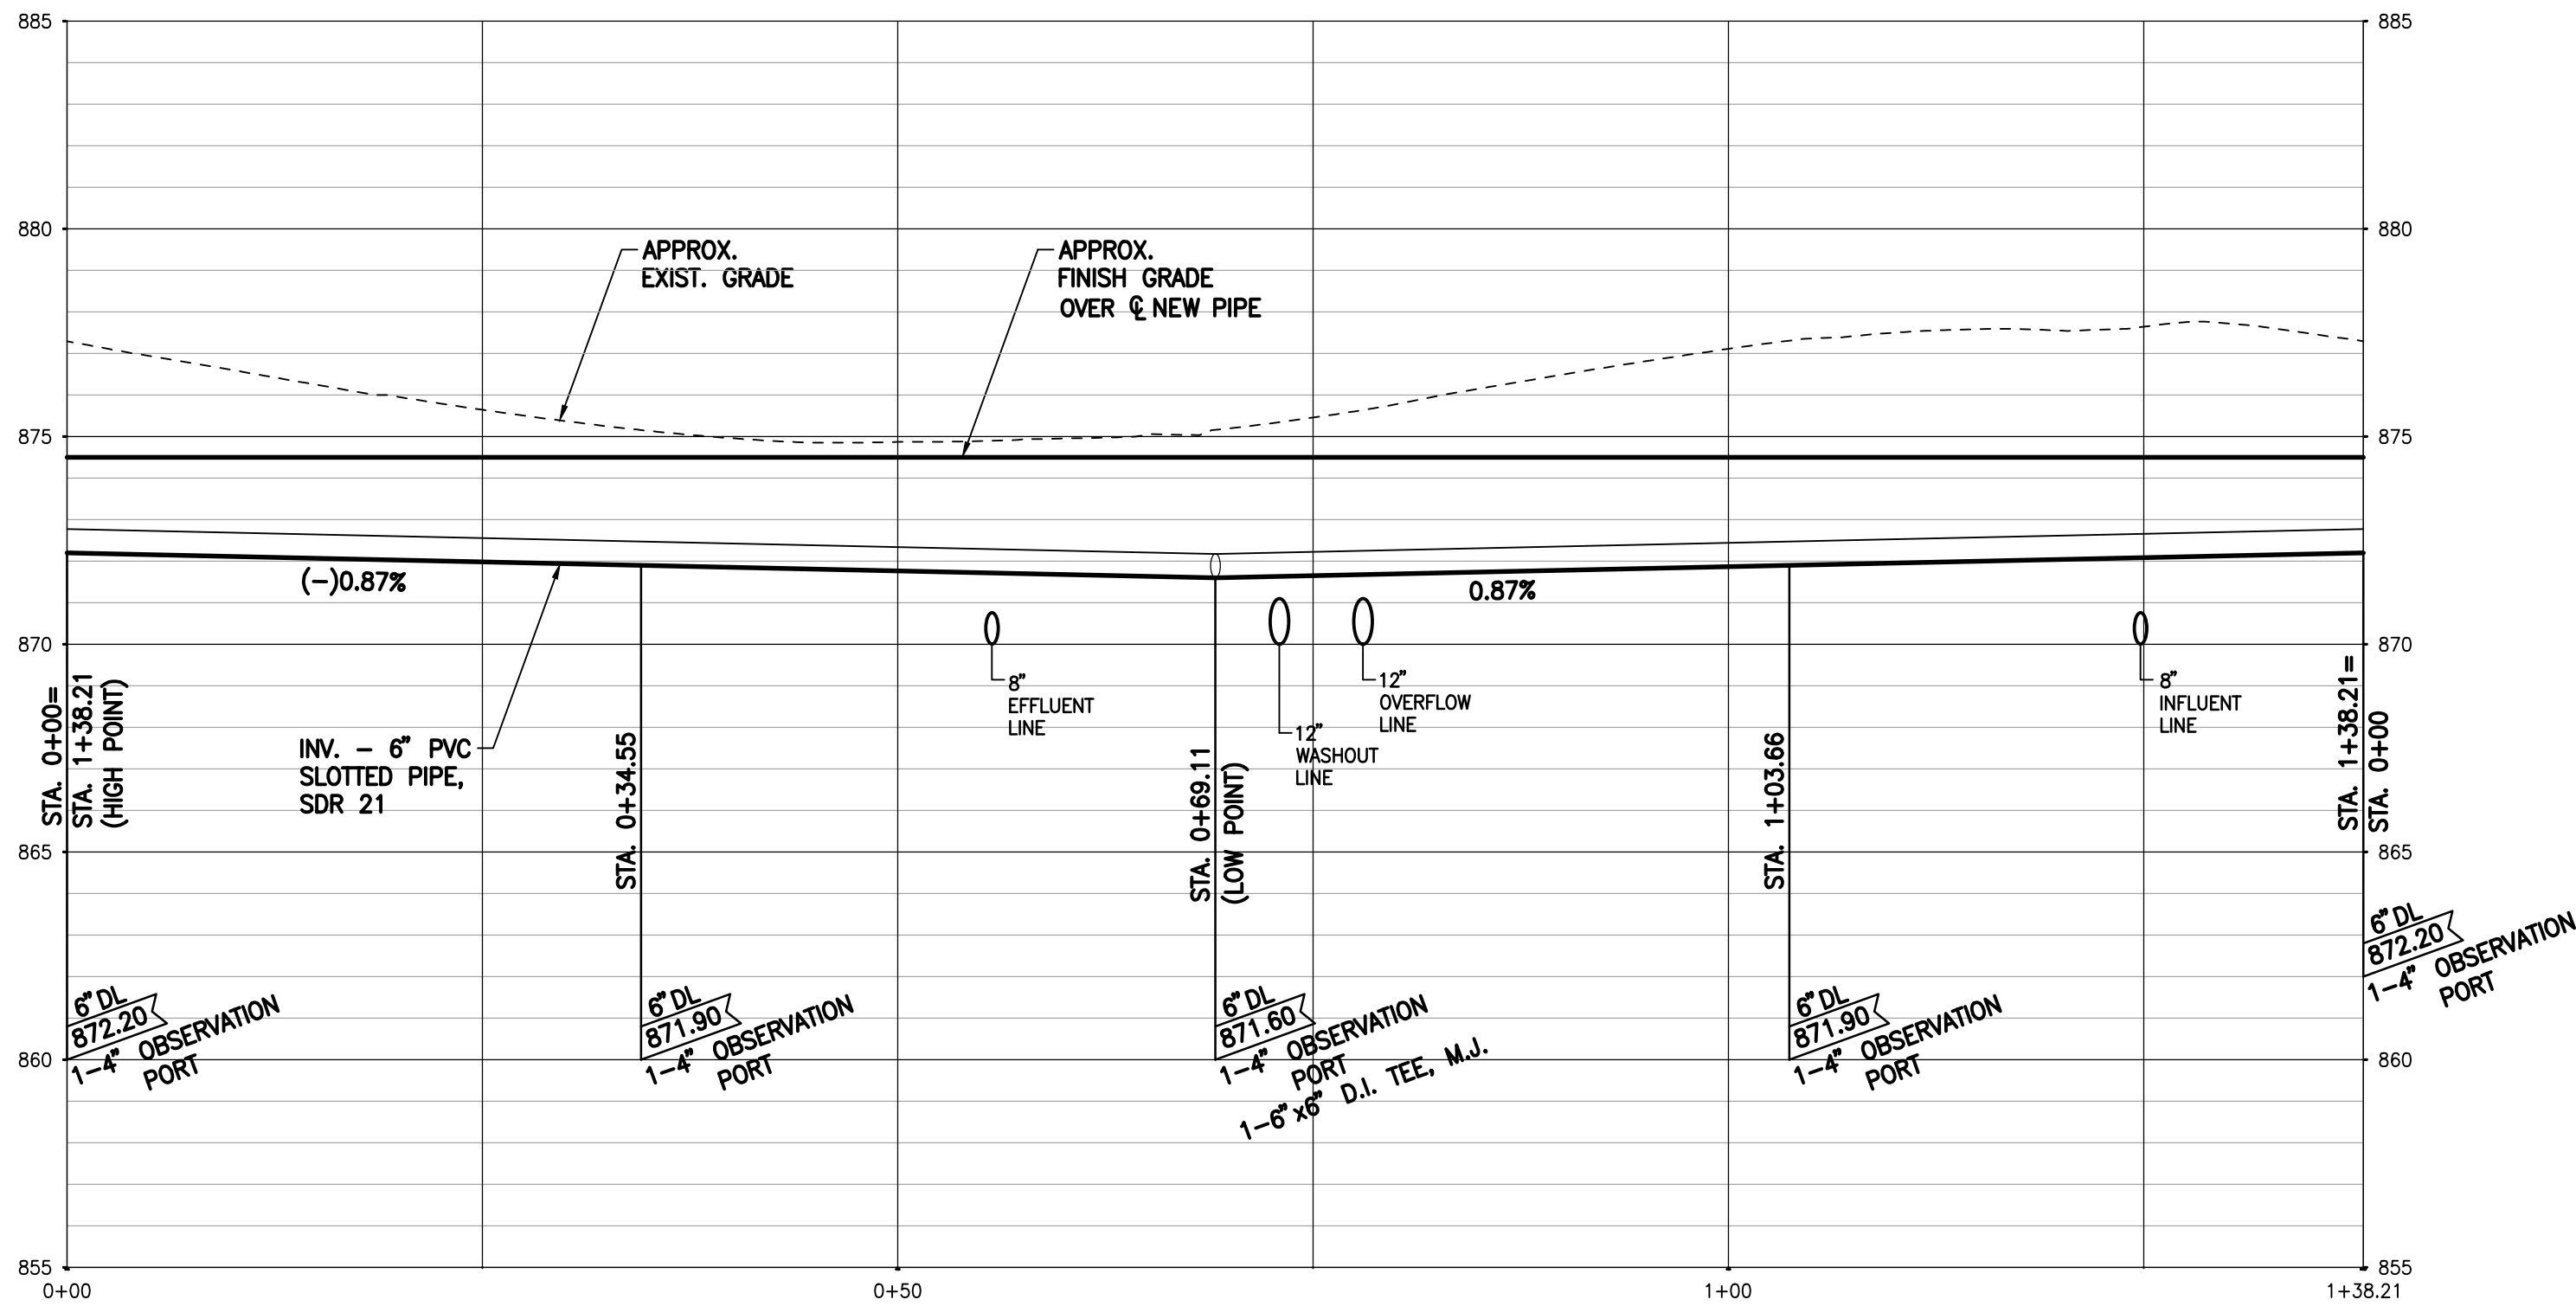 885
885
880
880
APPROX.
EXIST. GRADE
APPROX.
FINISH GRADE
OVER ℄ NEW PIPE
875
875
(-)0.87%
0.87%
870
870
8"
EFFLUENT
LINE
12"
WASHOUT
LINE
12"
OVERFLOW
LINE
8"
INFLUENT
LINE
INV. - 6" PVC
SLOTTED PIPE,
SDR 21
STA. 0+00=
STA. 1+38.21
(HIGH POINT)
STA. 0+34.55
STA. 0+69.11
(LOW POINT)
STA. 1+03.66
STA. 1+38.21=
STA. 0+00
865
865
6" DL
872.20
1-4" OBSERVATION
PORT
6" DL
871.90
1-4" OBSERVATION
PORT
6" DL
871.60
1-4" OBSERVATION
PORT
1-6"x6" D.I. TEE, M.J.
6" DL
871.90
1-4" OBSERVATION
PORT
6" DL
872.20
1-4" OBSERVATION
PORT
860
860
855
855
0+00
0+50
1+00
1+38.21